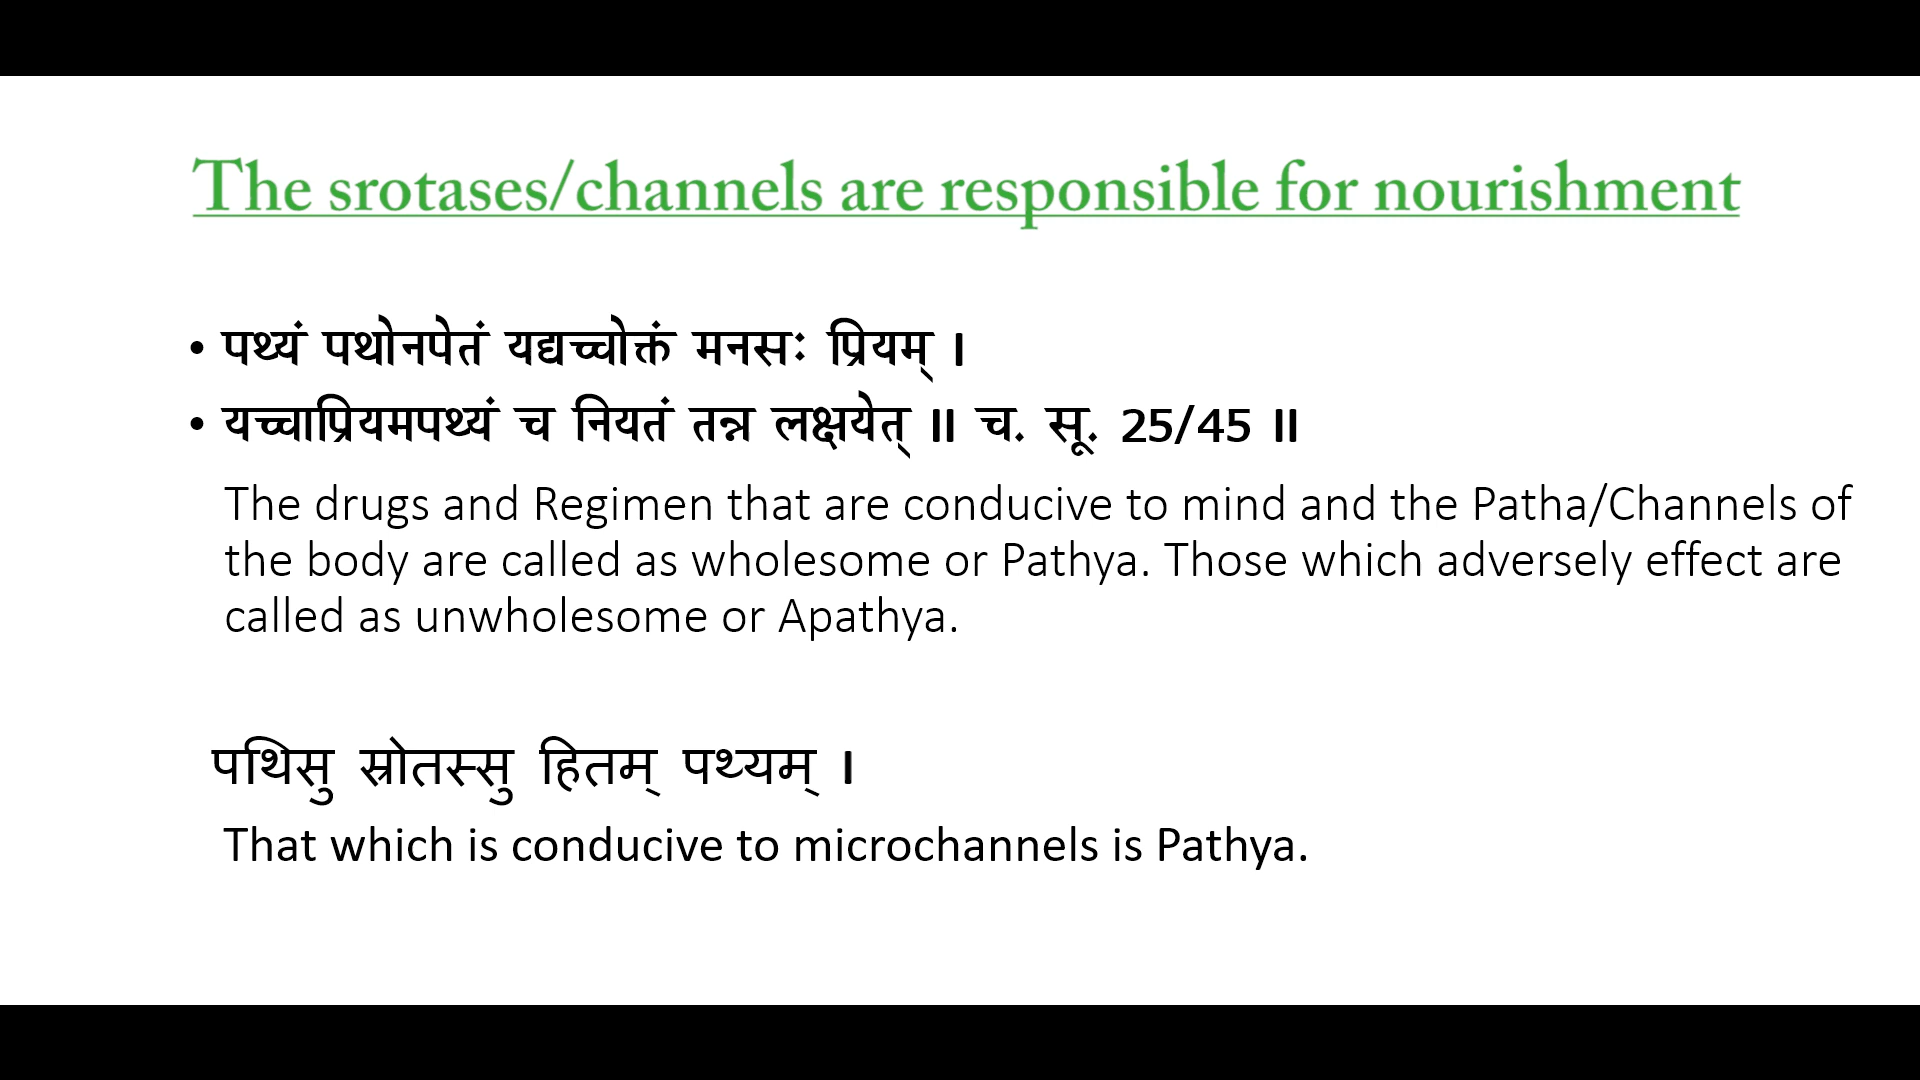 The srotases/channels are responsible for nourishment
• पथ्यं पथोनपेतं यद्यच्चोक्तं मनसः प्रियम् ।
• यच्चाप्रियमपथ्यं च नियतं तन्न लक्षयेत् ॥ च. सू. 25/45 ॥
The drugs and Regimen that are conducive to mind and the Patha/Channels of
the body are called as wholesome or Pathya. Those which adversely effect are
called as unwholesome or Apathya.
पथिसु स्रोतस्सु हितम् पथ्यम् ।
That which is conducive to microchannels is Pathya.